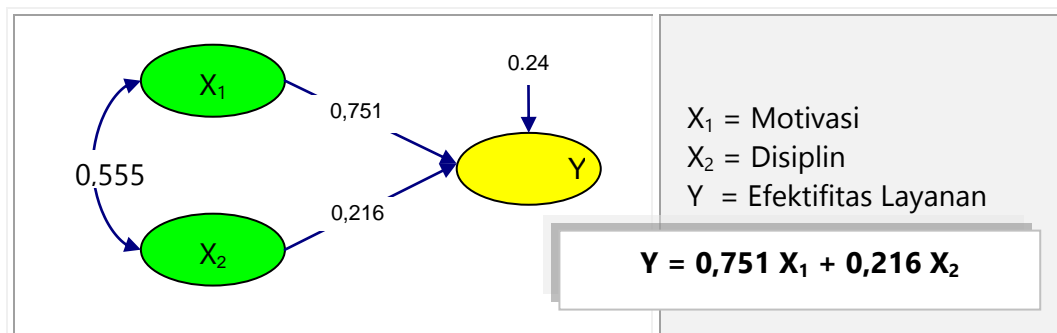 X₁
0,751
0.24
0,555
Y
0,216
X₂
X₁ = Motivasi
X₂ = Disiplin
Y = Efektifitas Layanan
Y = 0,751 X₁ + 0,216 X₂